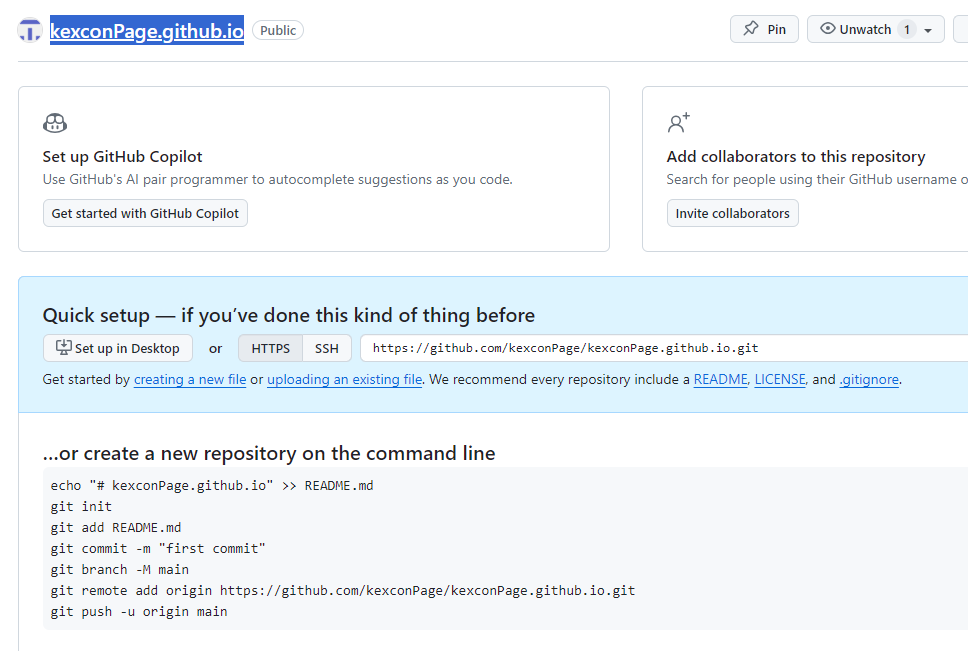 kexconPage.github.io Public Pin Unwatch 1
Set up GitHub Copilot
Use GitHub's AI pair programmer to autocomplete suggestions as you code.
Get started with GitHub Copilot
Add collaborators to this repository
Search for people using their GitHub username o
Invite collaborators
Quick setup — if you’ve done this kind of thing before
Set up in Desktop or HTTPS SSH https://github.com/kexconPage/kexconPage.github.io.git
Get started by creating a new file or uploading an existing file. We recommend every repository include a README, LICENSE, and .gitignore.
…or create a new repository on the command line
echo "# kexconPage.github.io" >> README.md
git init
git add README.md
git commit -m "first commit"
git branch -M main
git remote add origin https://github.com/kexconPage/kexconPage.github.io.git
git push -u origin main